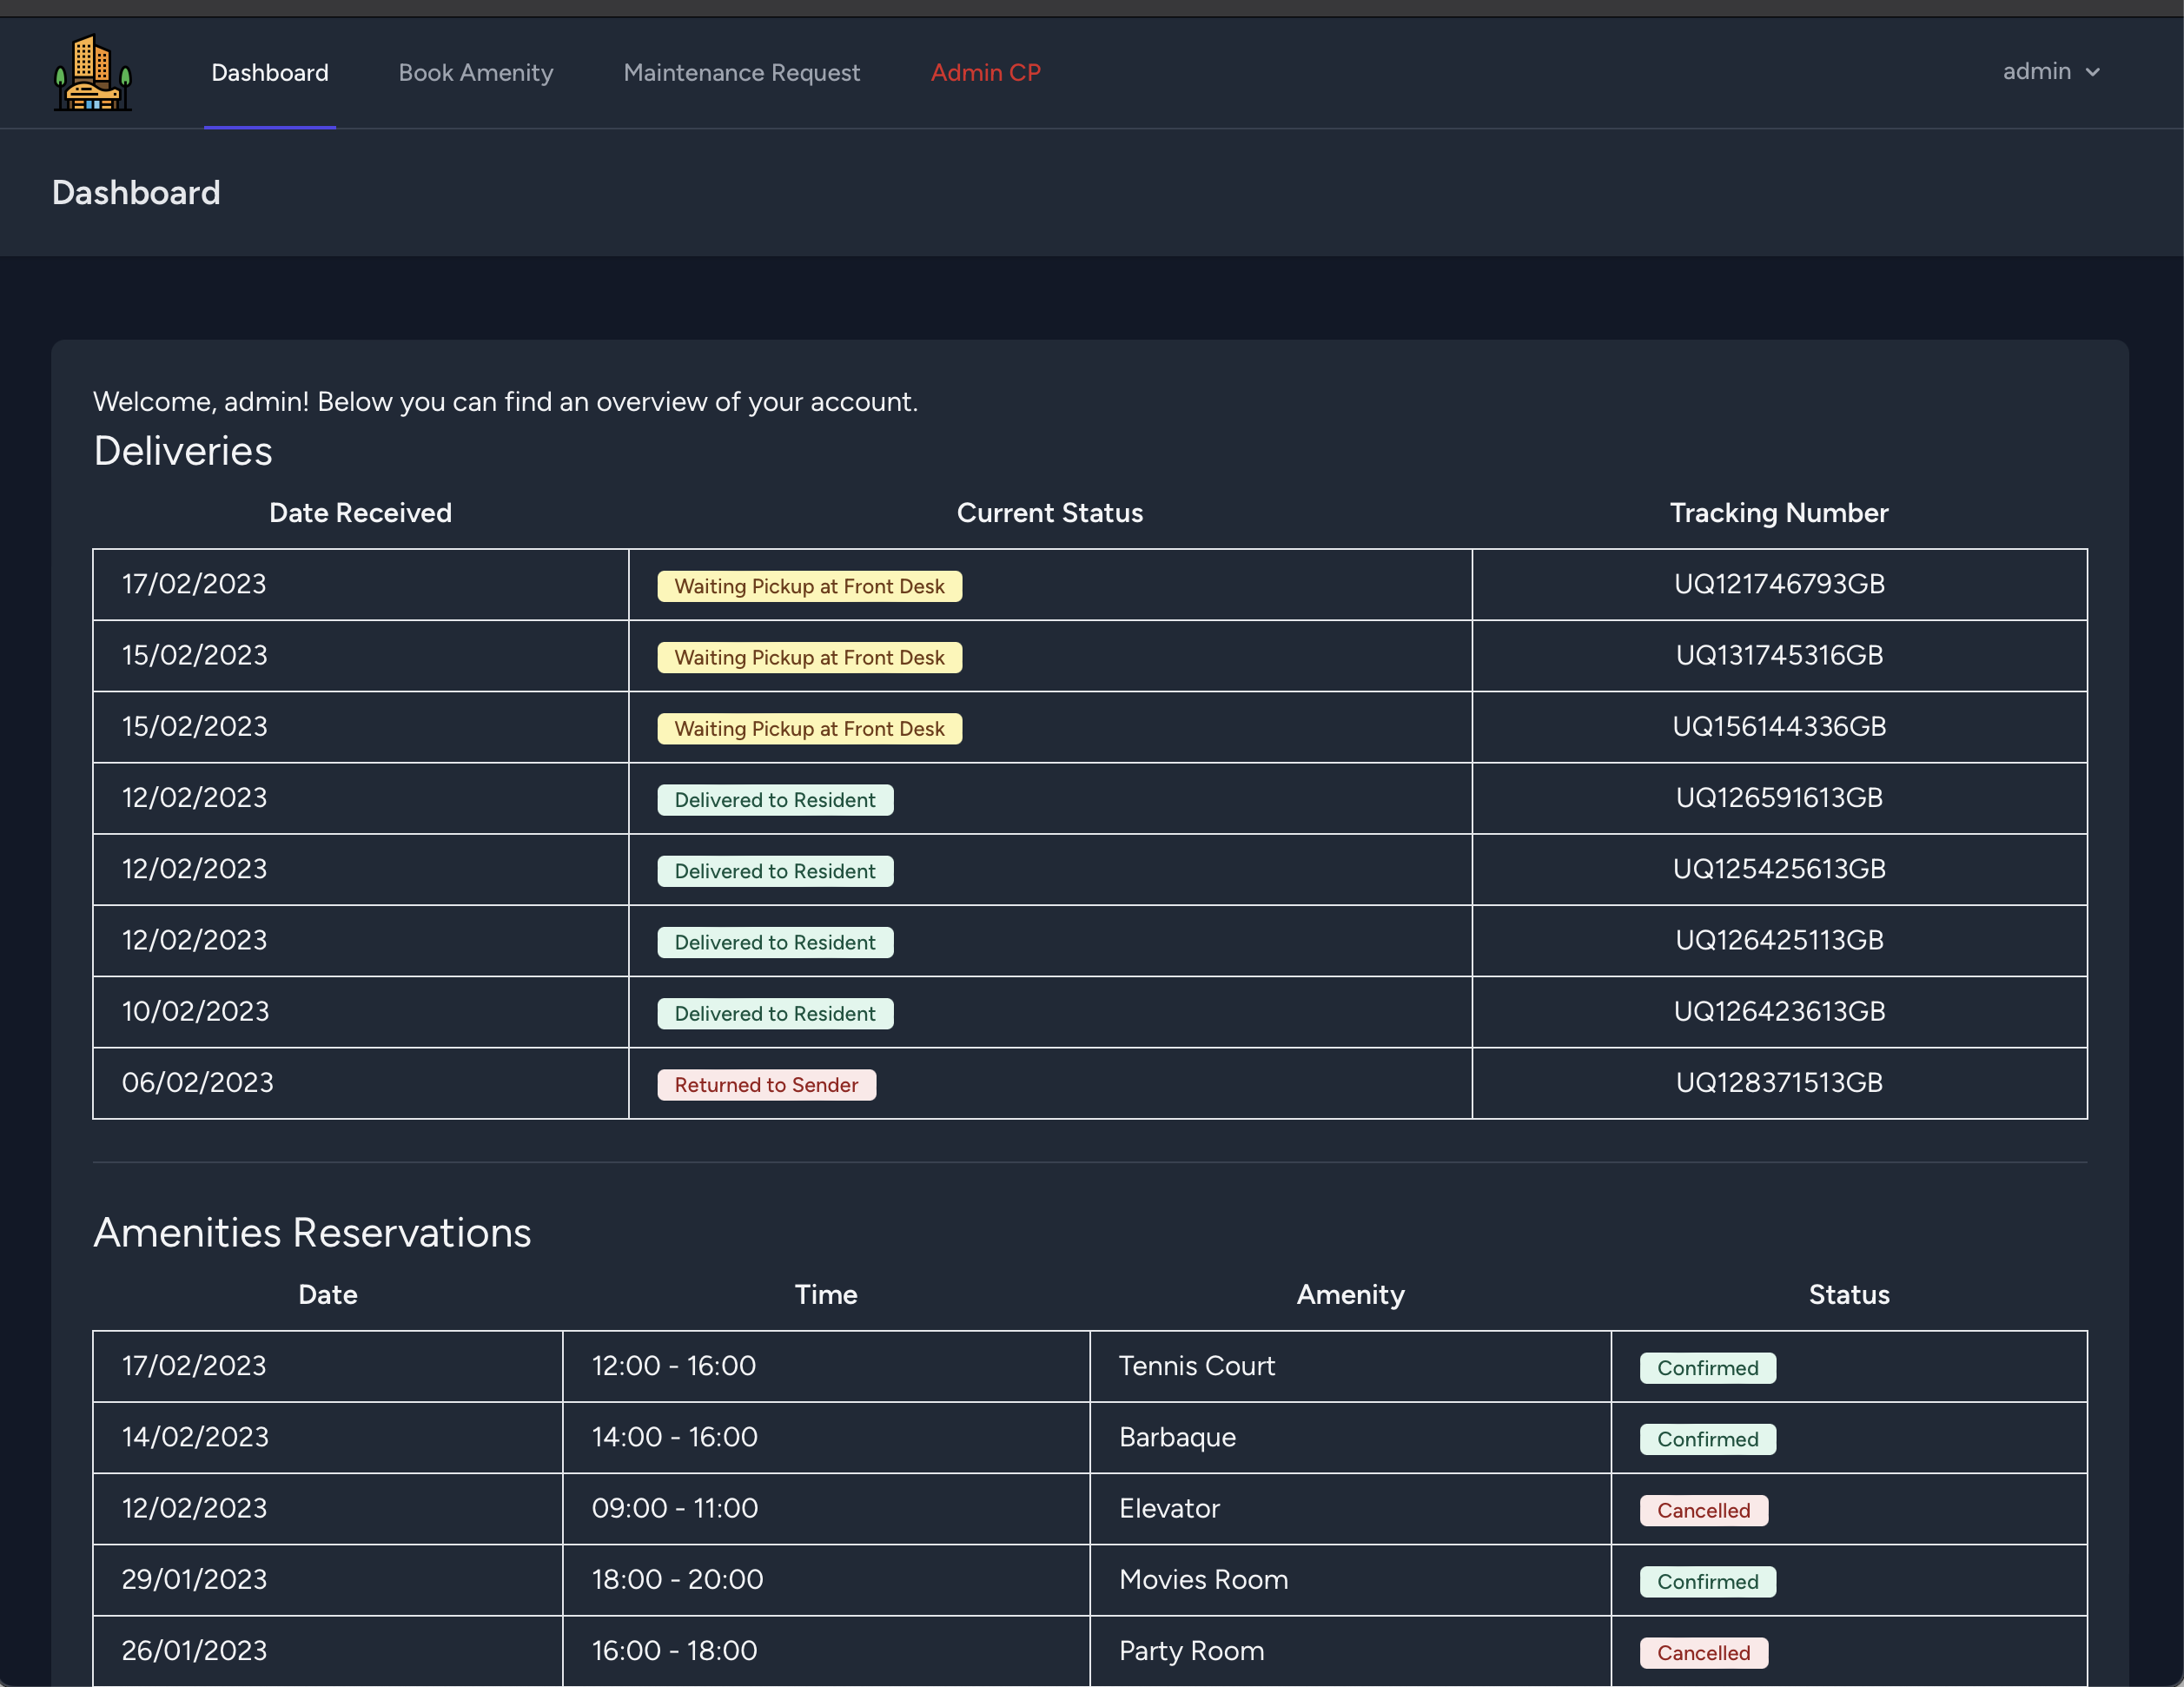 Dashboard Book Amenity Maintenance Request Admin CP admin
Dashboard
Welcome, admin! Below you can find an overview of your account.
Deliveries
Date Received Current Status Tracking Number
17/02/2023 Waiting Pickup at Front Desk UQ121746793GB
15/02/2023 Waiting Pickup at Front Desk UQ131745316GB
15/02/2023 Waiting Pickup at Front Desk UQ156144336GB
12/02/2023 Delivered to Resident UQ126591613GB
12/02/2023 Delivered to Resident UQ125425613GB
12/02/2023 Delivered to Resident UQ126425113GB
10/02/2023 Delivered to Resident UQ126423613GB
06/02/2023 Returned to Sender UQ128371513GB
Amenities Reservations
Date Time Amenity Status
17/02/2023 12:00 - 16:00 Tennis Court Confirmed
14/02/2023 14:00 - 16:00 Barbaque Confirmed
12/02/2023 09:00 - 11:00 Elevator Cancelled
29/01/2023 18:00 - 20:00 Movies Room Confirmed
26/01/2023 16:00 - 18:00 Party Room Cancelled